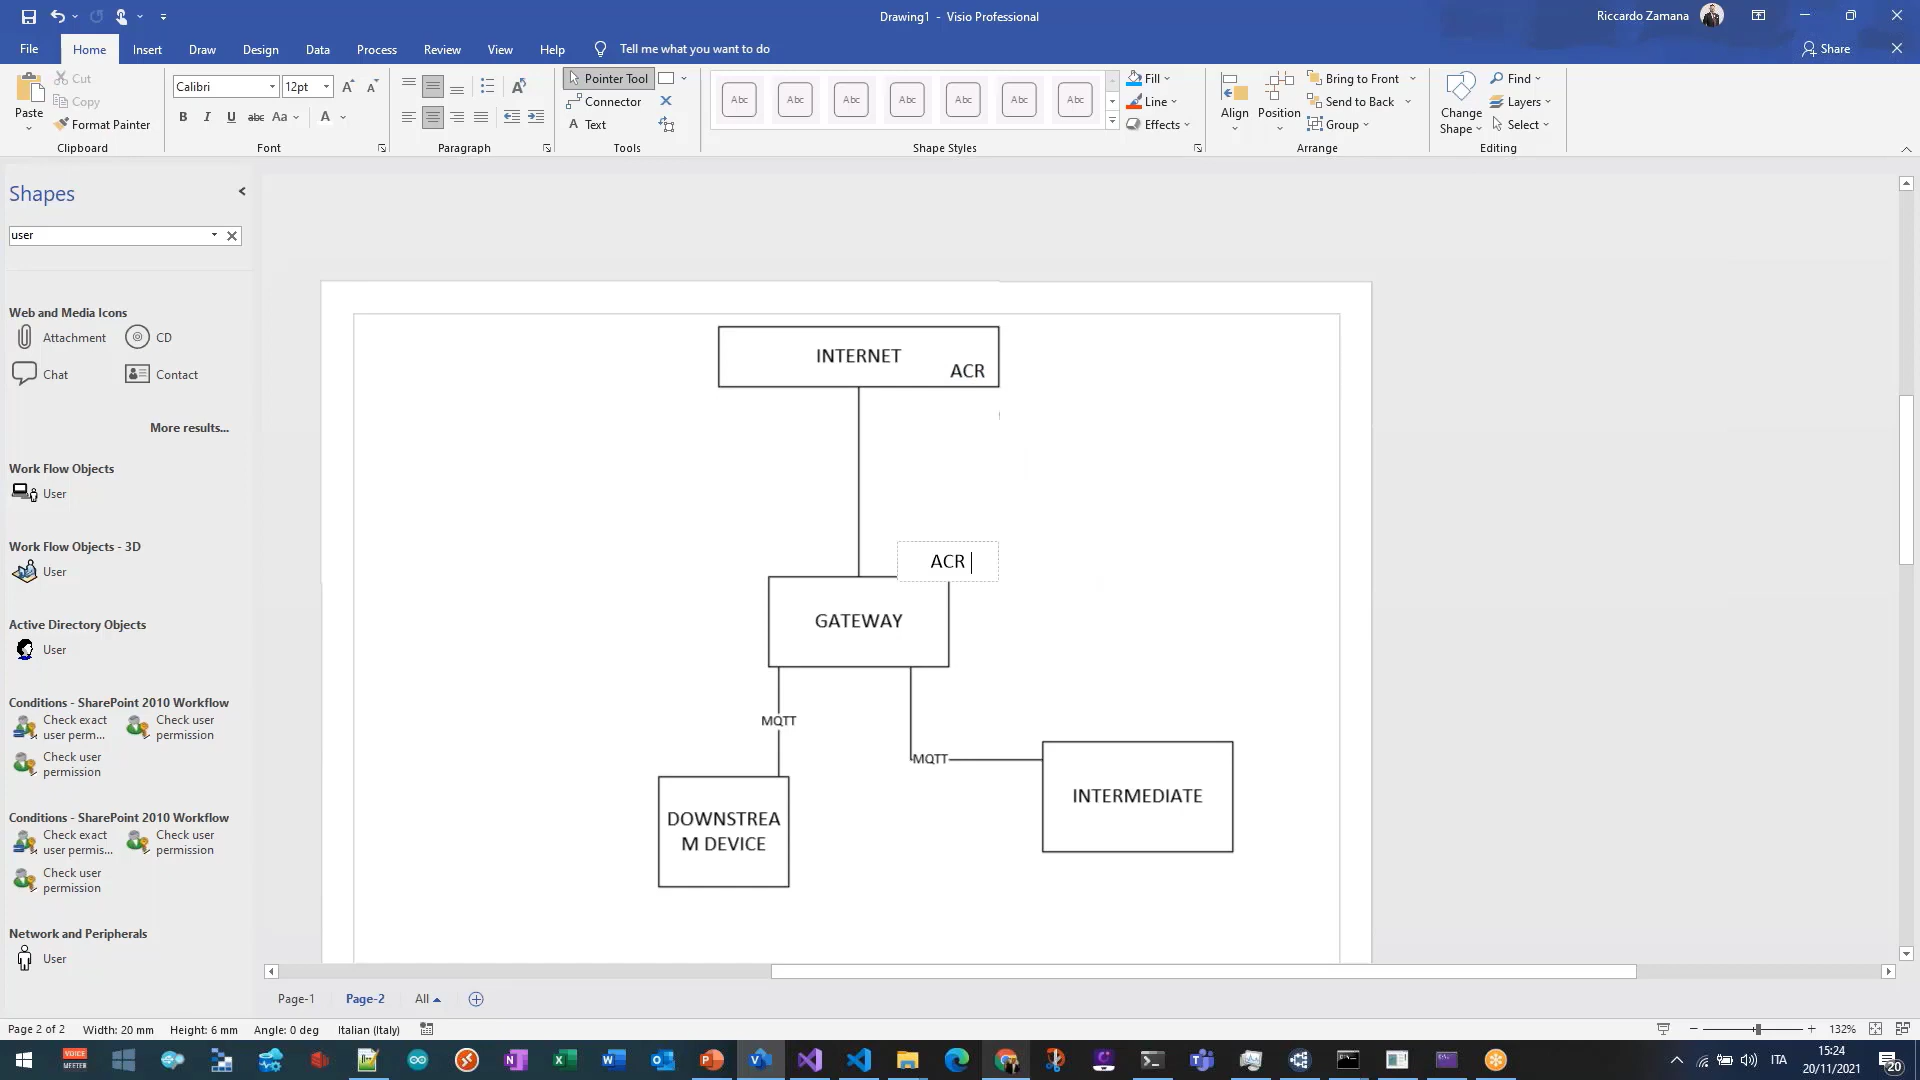 Drawing1 - Visio Professional
Riccardo Zamana
File
Home
Insert
Draw
Design
Data
Process
Review
View
Help
Tell me what you want to do
Share
Paste
Cut
Copy
Format Painter
Clipboard
Calibri
12pt
B I U abc Aa A
Font
Paragraph
Pointer Tool
Connector
A Text
Tools
Abc Abc Abc Abc Abc Abc Abc
Shape Styles
Fill
Line
Effects
Align
Position
Bring to Front
Send to Back
Group
Arrange
Change Shape
Find
Layers
Select
Editing
Shapes
user
Web and Media Icons
Attachment
CD
Chat
Contact
More results...
Work Flow Objects
User
Work Flow Objects - 3D
User
Active Directory Objects
User
Conditions - SharePoint 2010 Workflow
Check exact user perm...
Check user permission
Check user permission
Conditions - SharePoint 2010 Workflow
Check exact user permis...
Check user permission
Check user permission
Network and Peripherals
User
INTERNET
ACR
ACR
GATEWAY
MQTT
MQTT
DOWNSTREA
M DEVICE
INTERMEDIATE
Page-1
Page-2
All
Page 2 of 2
Width: 20 mm
Height: 6 mm
Angle: 0 deg
Italian (Italy)
132%
VOICE
MEETER
ITA
15:24
20/11/2021
20